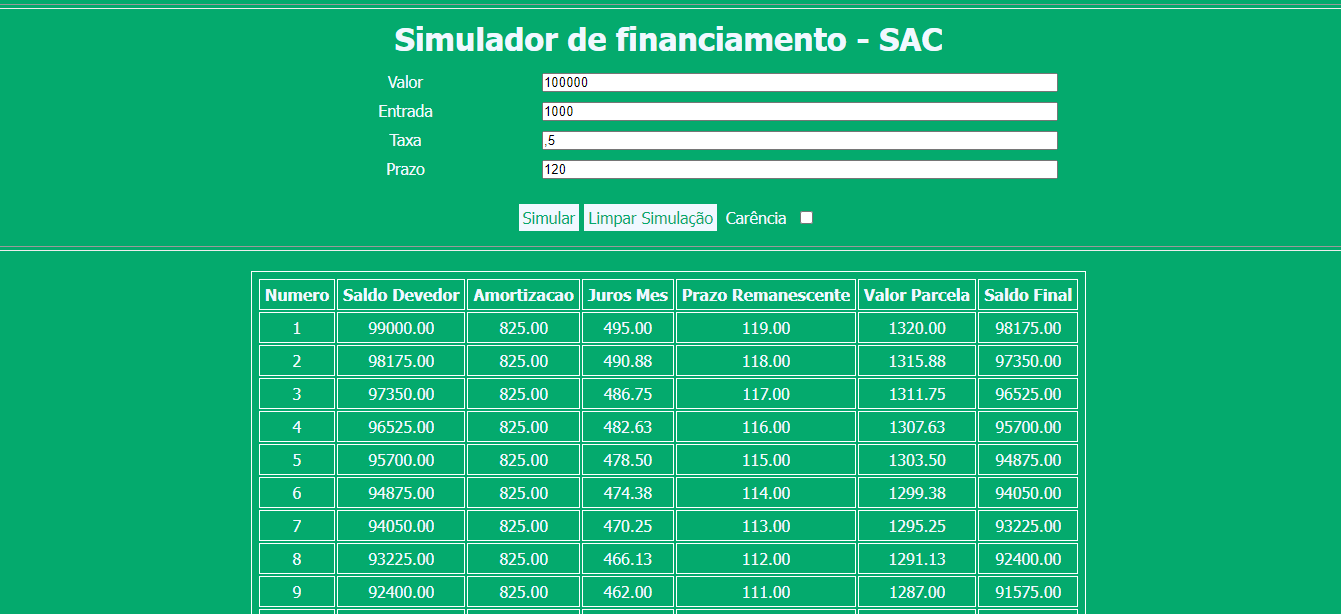 Simulador de financiamento - SAC
Valor 100000
Entrada 1000
Taxa ,5
Prazo 120
Simular Limpar Simulação Carência
Numero Saldo Devedor Amortizacao Juros Mes Prazo Remanescente Valor Parcela Saldo Final
1 99000.00 825.00 495.00 119.00 1320.00 98175.00
2 98175.00 825.00 490.88 118.00 1315.88 97350.00
3 97350.00 825.00 486.75 117.00 1311.75 96525.00
4 96525.00 825.00 482.63 116.00 1307.63 95700.00
5 95700.00 825.00 478.50 115.00 1303.50 94875.00
6 94875.00 825.00 474.38 114.00 1299.38 94050.00
7 94050.00 825.00 470.25 113.00 1295.25 93225.00
8 93225.00 825.00 466.13 112.00 1291.13 92400.00
9 92400.00 825.00 462.00 111.00 1287.00 91575.00